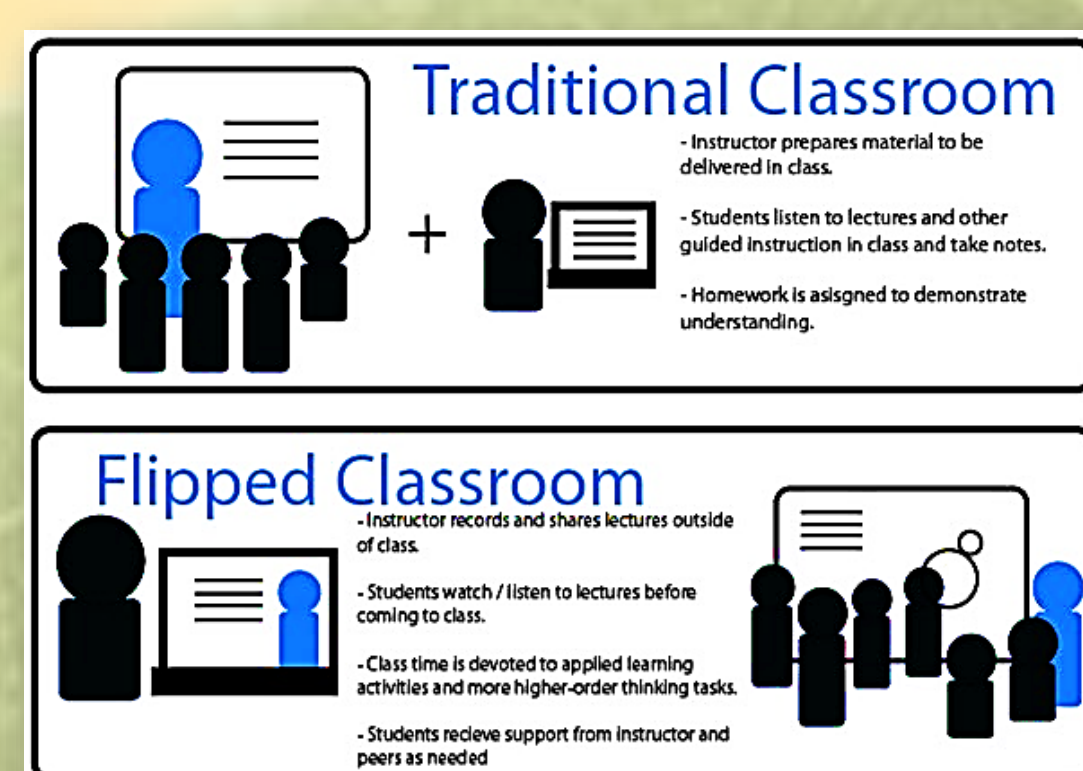 Traditional Classroom
- Instructor prepares material to be
delivered in class.
- Students listen to lectures and other
guided instruction in class and take notes.
- Homework is asisgned to demonstrate
understanding.
Flipped Classroom
- Instructor records and shares lectures outside
of class.
- Students watch / listen to lectures before
coming to class.
- Class time is devoted to applied learning
activities and more higher-order thinking tasks.
- Students recieve support from instructor and
peers as needed